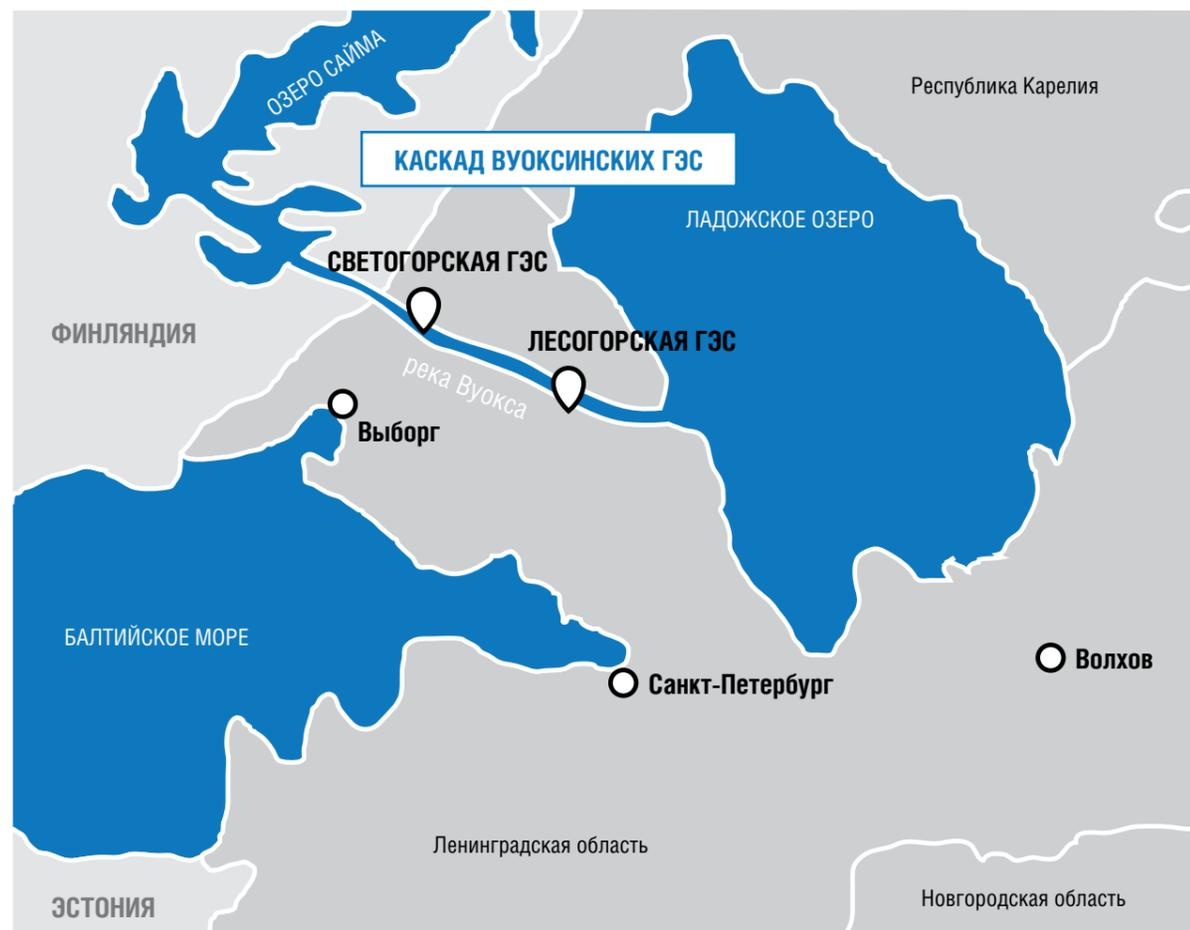 ОЗЕРО САЙМА
Республика Карелия
КАСКАД ВУОКСИНСКИХ ГЭС
ЛАДОЖСКОЕ ОЗЕРО
СВЕТОГОРСКАЯ ГЭС
ФИНЛЯНДИЯ
ЛЕСОГОРСКАЯ ГЭС
река Вуокса
Выборг
БАЛТИЙСКОЕ МОРЕ
Волхов
Санкт-Петербург
Ленинградская область
Новгородская область
ЭСТОНИЯ